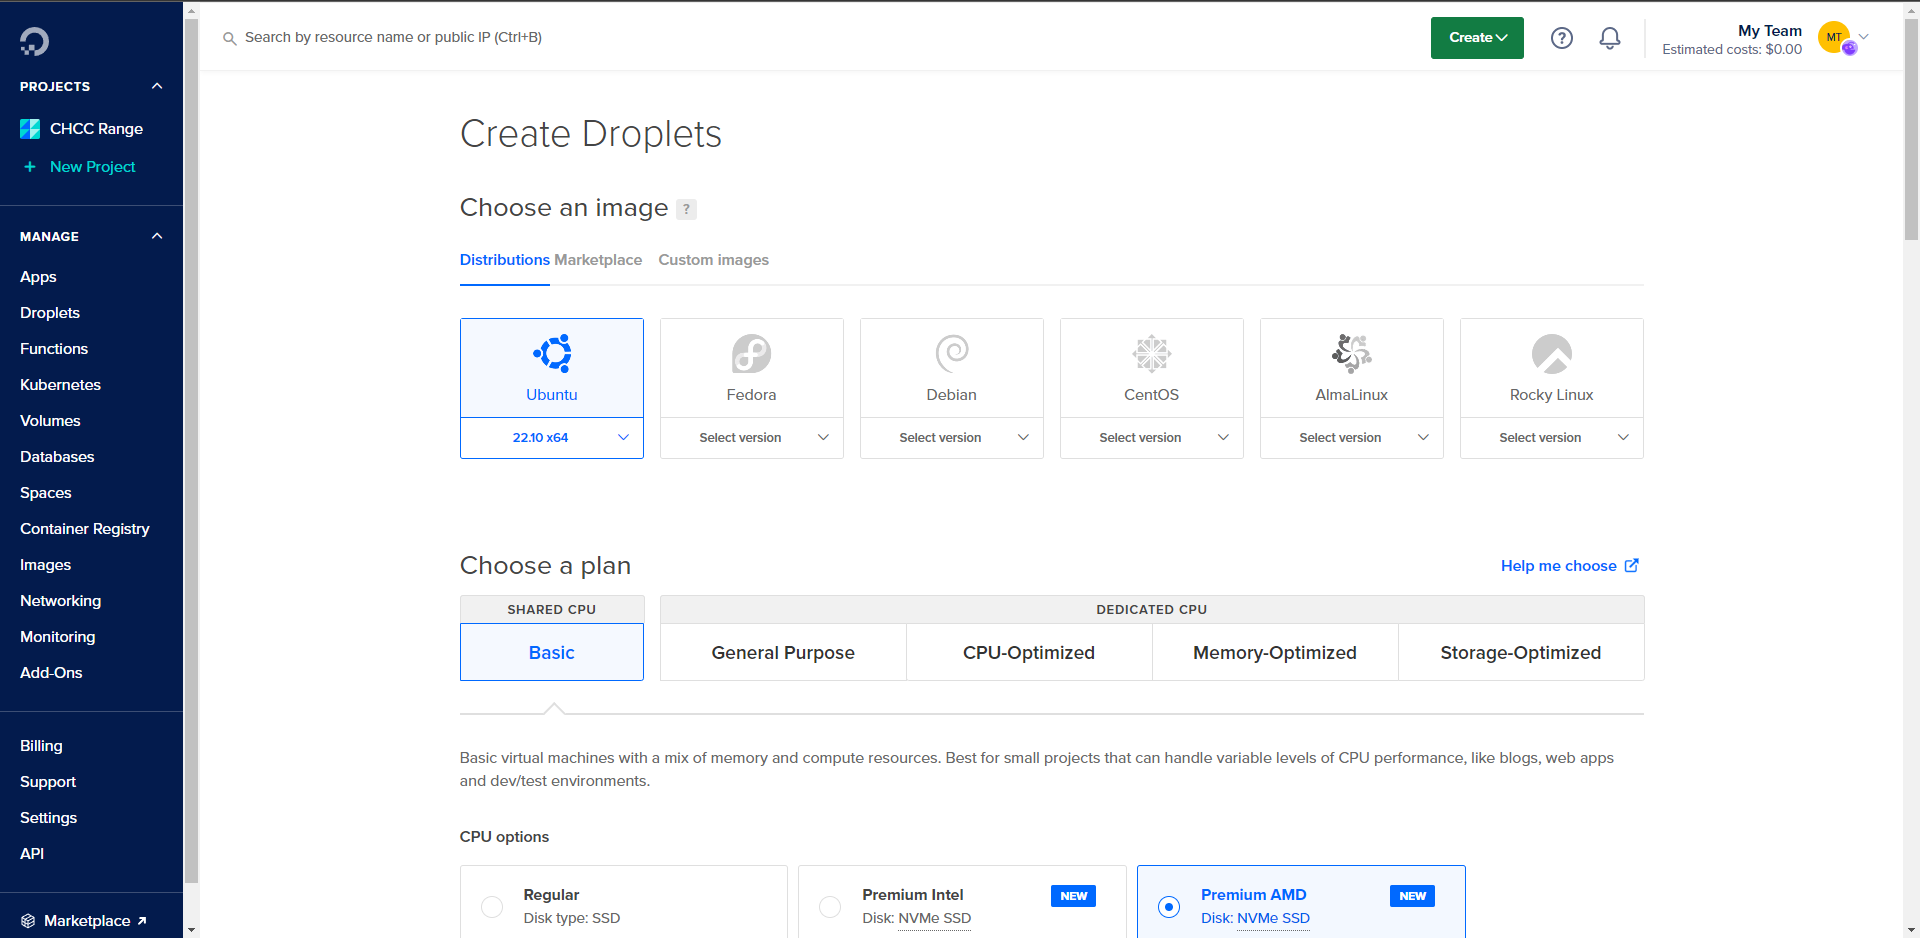 Search by resource name or public IP (Ctrl+B)
Create
My Team
Estimated costs: $0.00
MT
PROJECTS
CHCC Range
+ New Project
MANAGE
Apps
Droplets
Functions
Kubernetes
Volumes
Databases
Spaces
Container Registry
Images
Networking
Monitoring
Add-Ons
Billing
Support
Settings
API
Marketplace
Create Droplets
Choose an image ?
Distributions Marketplace Custom images
Ubuntu
22.10 x64
Fedora
Select version
Debian
Select version
CentOS
Select version
AlmaLinux
Select version
Rocky Linux
Select version
Choose a plan
Help me choose
SHARED CPU
DEDICATED CPU
Basic
General Purpose
CPU-Optimized
Memory-Optimized
Storage-Optimized
Basic virtual machines with a mix of memory and compute resources. Best for small projects that can handle variable levels of CPU performance, like blogs, web apps
and dev/test environments.
CPU options
Regular
Disk type: SSD
Premium Intel
NEW
Disk: NVMe SSD
Premium AMD
NEW
Disk: NVMe SSD